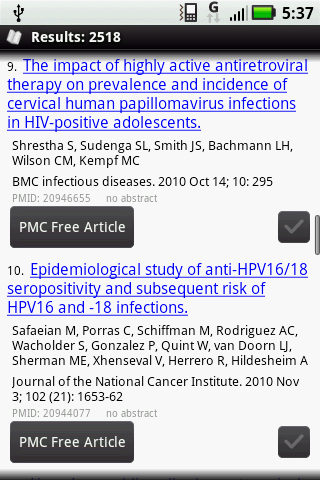 G 5:37
Results: 2518
9. The impact of highly active antiretroviral
therapy on prevalence and incidence of
cervical human papillomavirus infections
in HIV-positive adolescents.
Shrestha S, Sudenga SL, Smith JS, Bachmann LH,
Wilson CM, Kempf MC
BMC infectious diseases. 2010 Oct 14; 10: 295
PMID: 20946655 no abstract
PMC Free Article
10. Epidemiological study of anti-HPV16/18
seropositivity and subsequent risk of
HPV16 and -18 infections.
Safaeian M, Porras C, Schiffman M, Rodriguez AC,
Wacholder S, Gonzalez P, Quint W, van Doorn LJ,
Sherman ME, Xhenseval V, Herrero R, Hildesheim A
Journal of the National Cancer Institute. 2010 Nov
3; 102 (21): 1653-62
PMID: 20944077 no abstract
PMC Free Article